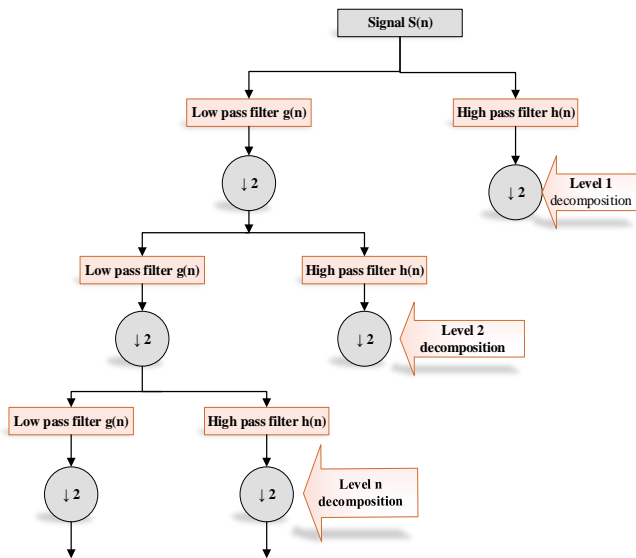 Signal S(n)
Low pass filter g(n)
High pass filter h(n)
↓ 2
↓ 2
Level 1
decomposition
Low pass filter g(n)
High pass filter h(n)
↓ 2
↓ 2
Level 2
decomposition
Low pass filter g(n)
High pass filter h(n)
↓ 2
↓ 2
Level n
decomposition